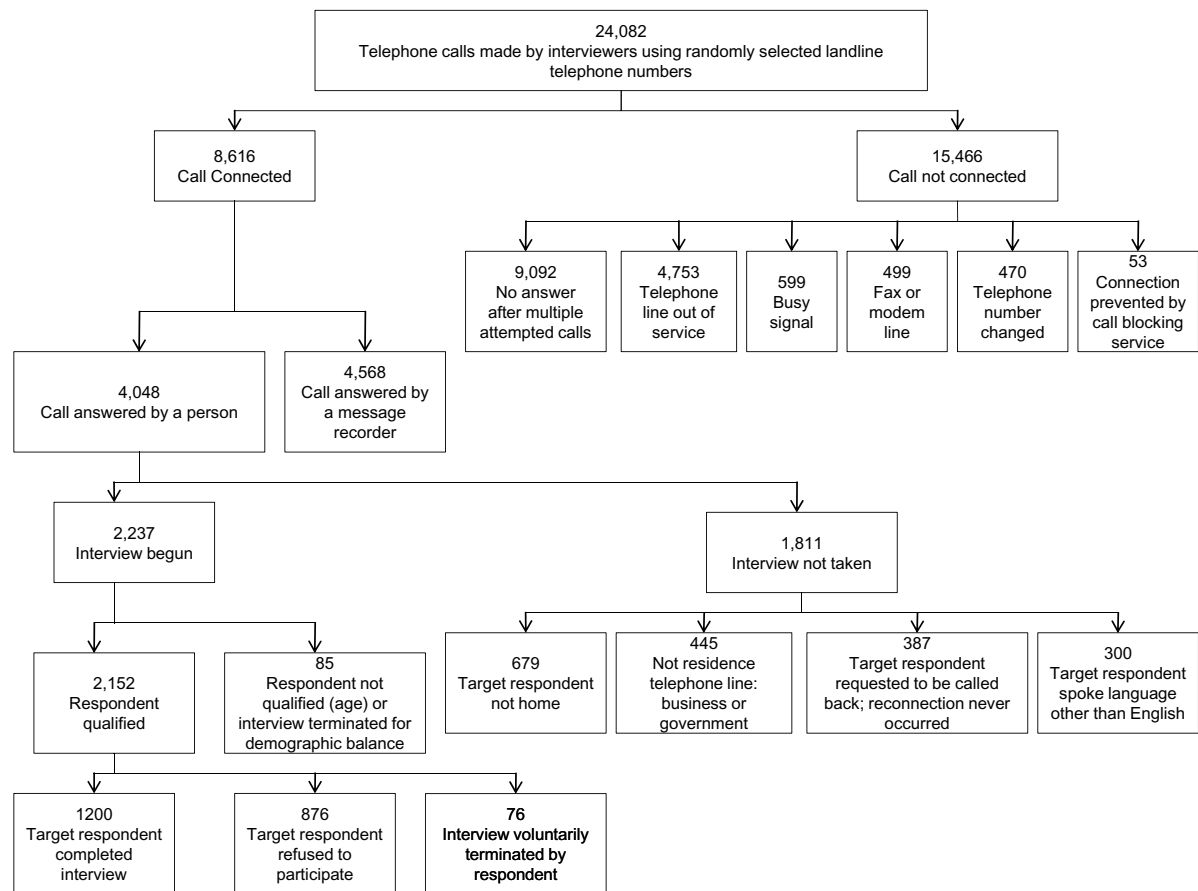 24,082
Telephone calls made by interviewers using randomly selected landline
telephone numbers
8,616
Call Connected
15,466
Call not connected
9,092
No answer
after multiple
attempted calls
4,753
Telephone
line out of
service
599
Busy
signal
499
Fax or
modem
line
470
Telephone
number
changed
53
Connection
prevented by
call blocking
service
4,048
Call answered by a person
4,568
Call answered by
a message
recorder
2,237
Interview begun
1,811
Interview not taken
2,152
Respondent
qualified
85
Respondent not
qualified (age) or
interview terminated for
demographic balance
679
Target respondent
not home
445
Not residence
telephone line:
business or
government
387
Target respondent
requested to be called
back; reconnection never
occurred
300
Target respondent
spoke language
other than English
1200
Target respondent
completed
interview
876
Target respondent
refused to
participate
76
Interview voluntarily
terminated by
respondent